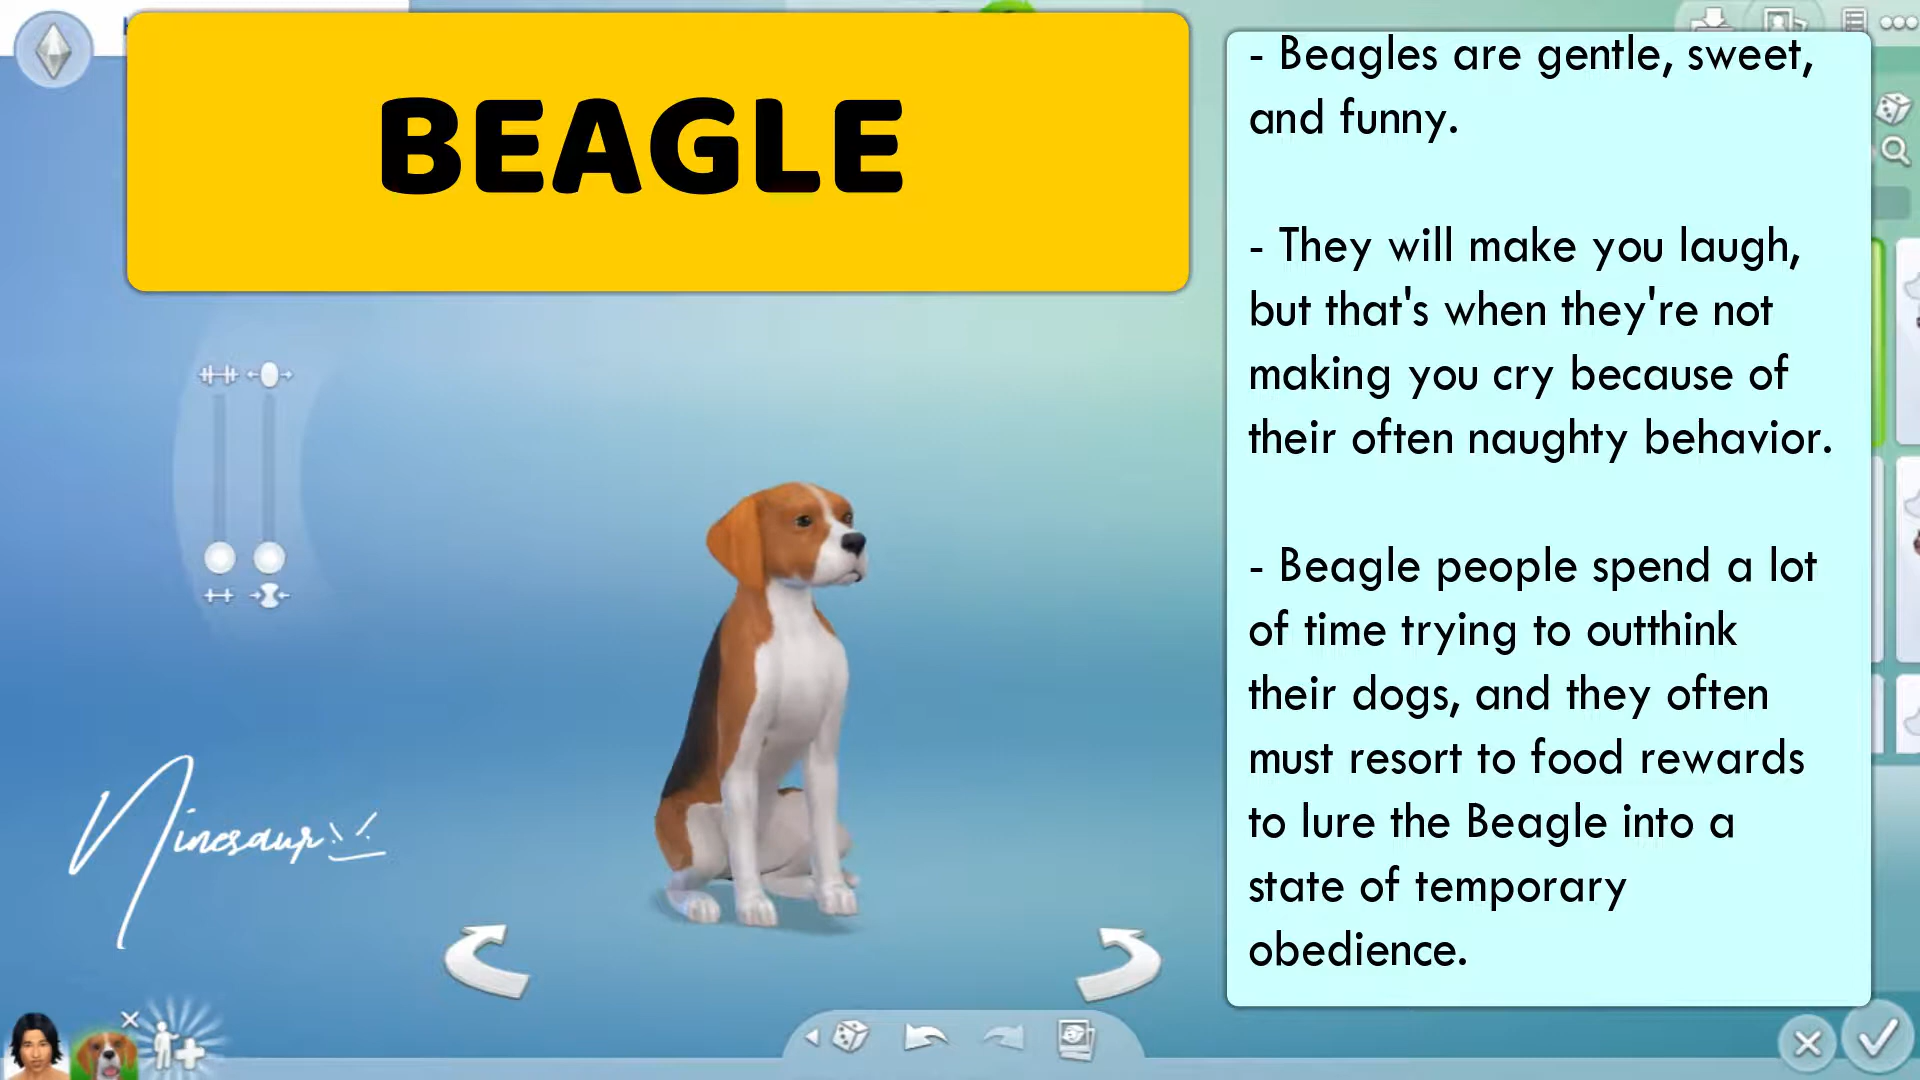 BEAGLE
- Beagles are gentle, sweet,
and funny.
- They will make you laugh,
but that's when they're not
making you cry because of
their often naughty behavior.
- Beagle people spend a lot
of time trying to outthink
their dogs, and they often
must resort to food rewards
to lure the Beagle into a
state of temporary
obedience.
Ninesaur